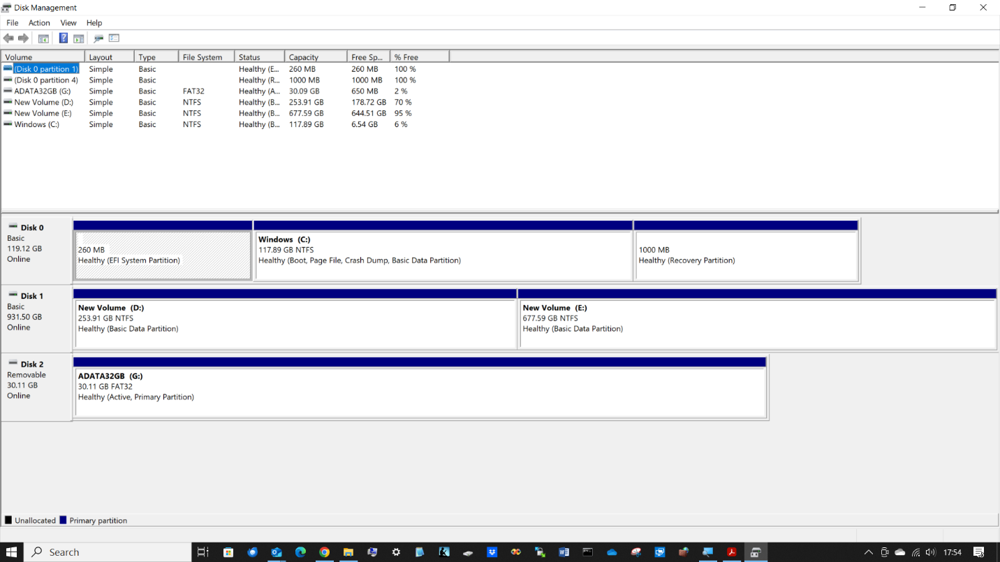 Disk Management
File Action View Help
Volume Layout Type File System Status Capacity Free Sp... % Free
(Disk 0 partition 1) Simple Basic Healthy (E... 260 MB 260 MB 100 %
(Disk 0 partition 4) Simple Basic Healthy (R... 1000 MB 1000 MB 100 %
ADATA32GB (G:) Simple Basic FAT32 Healthy (A... 30.09 GB 650 MB 2 %
New Volume (D:) Simple Basic NTFS Healthy (B... 253.91 GB 178.72 GB 70 %
New Volume (E:) Simple Basic NTFS Healthy (B... 677.59 GB 644.51 GB 95 %
Windows (C:) Simple Basic NTFS Healthy (B... 117.89 GB 6.54 GB 6 %
Disk 0
Basic
119.12 GB
Online
260 MB
Healthy (EFI System Partition)
Windows (C:)
117.89 GB NTFS
Healthy (Boot, Page File, Crash Dump, Basic Data Partition)
1000 MB
Healthy (Recovery Partition)
Disk 1
Basic
931.50 GB
Online
New Volume (D:)
253.91 GB NTFS
Healthy (Basic Data Partition)
New Volume (E:)
677.59 GB NTFS
Healthy (Basic Data Partition)
Disk 2
Removable
30.11 GB
Online
ADATA32GB (G:)
30.11 GB FAT32
Healthy (Active, Primary Partition)
Unallocated Primary partition
Search
17:54